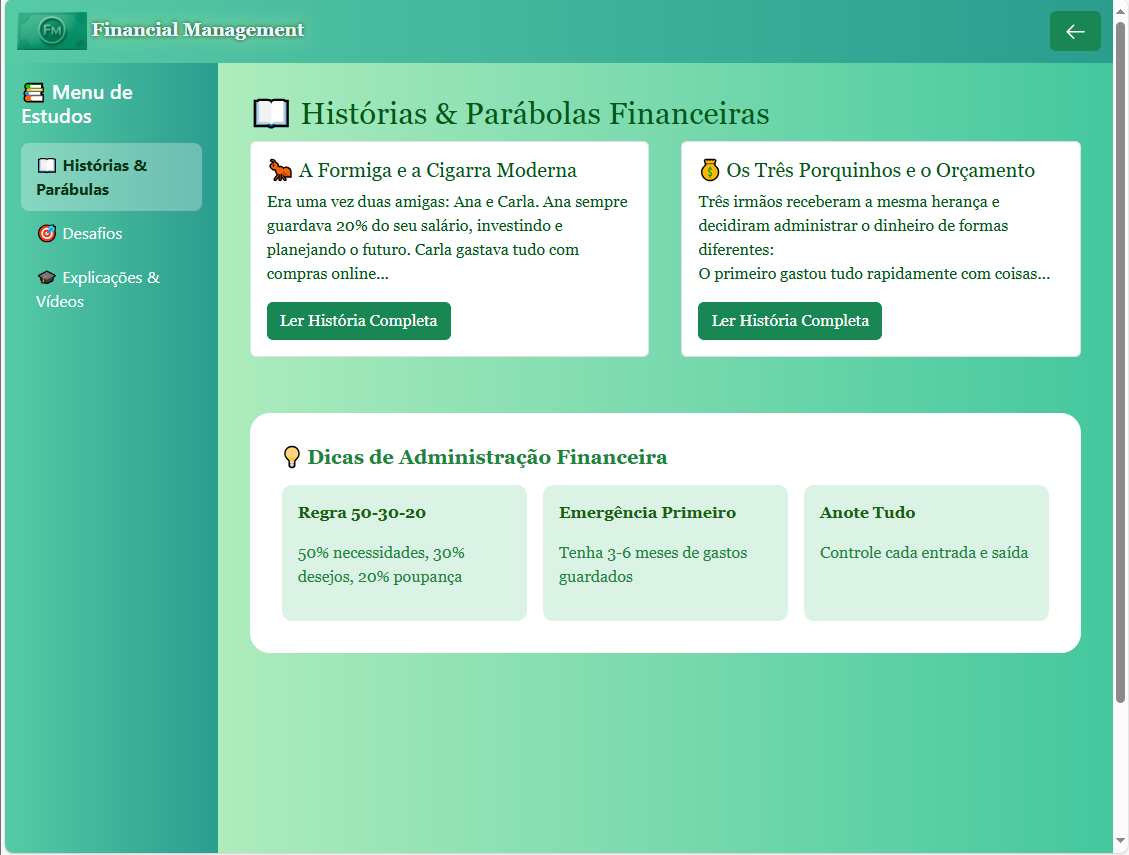 FM
Financial Management
Menu de
Estudos
Histórias &
Parábulas
Desafios
Explicações &
Vídeos
Histórias & Parábolas Financeiras
A Formiga e a Cigarra Moderna
Era uma vez duas amigas: Ana e Carla. Ana sempre
guardava 20% do seu salário, investindo e
planejando o futuro. Carla gastava tudo com
compras online...
Ler História Completa
Os Três Porquinhos e o Orçamento
Três irmãos receberam a mesma herança e
decidiram administrar o dinheiro de formas
diferentes:
O primeiro gastou tudo rapidamente com coisas...
Ler História Completa
Dicas de Administração Financeira
Regra 50-30-20
50% necessidades, 30%
desejos, 20% poupança
Emergência Primeiro
Tenha 3-6 meses de gastos
guardados
Anote Tudo
Controle cada entrada e saída